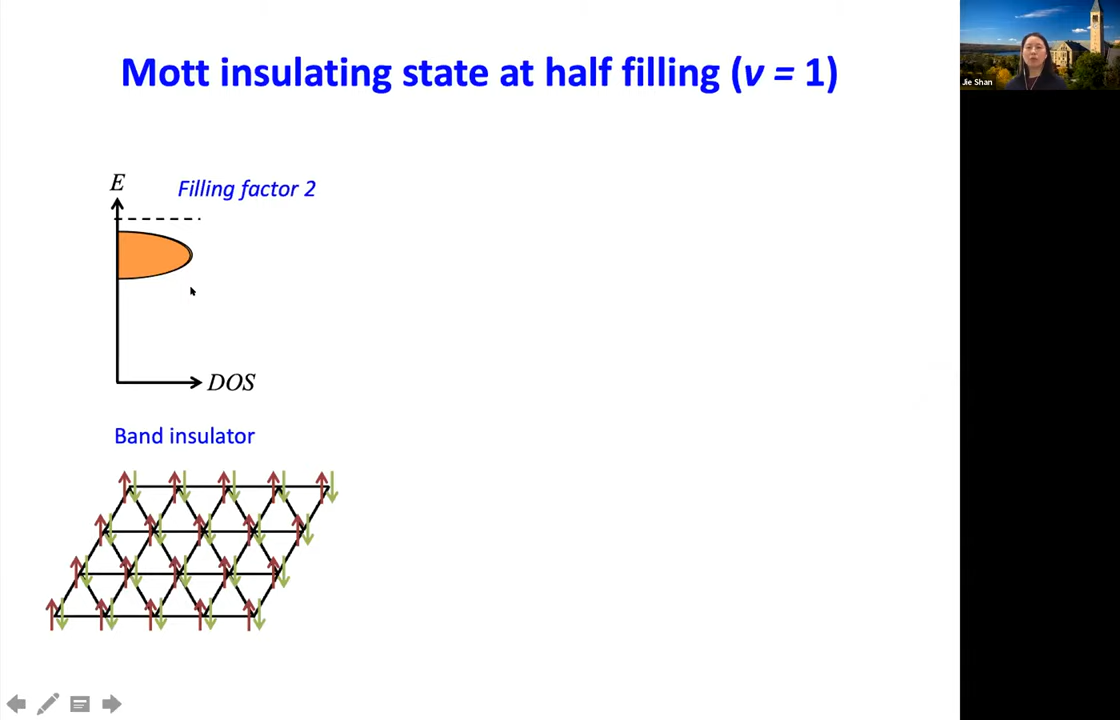 Mott insulating state at half filling (v = 1)
Jie Shan
E
Filling factor 2
DOS
Band insulator